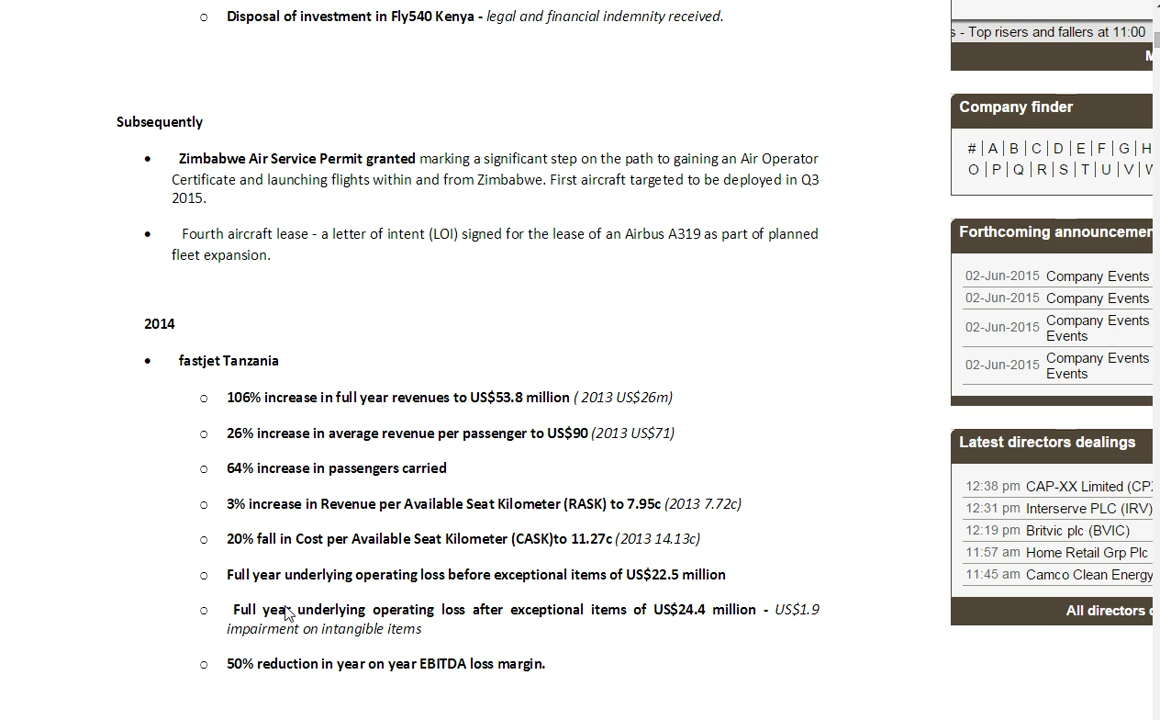 ○ Disposal of investment in Fly540 Kenya - legal and financial indemnity received.
Subsequently
• Zimbabwe Air Service Permit granted marking a significant step on the path to gaining an Air Operator
Certificate and launching flights within and from Zimbabwe. First aircraft targeted to be deployed in Q3
2015.
• Fourth aircraft lease - a letter of intent (LOI) signed for the lease of an Airbus A319 as part of planned
fleet expansion.
2014
• fastjet Tanzania
○ 106% increase in full year revenues to US$53.8 million ( 2013 US$26m)
○ 26% increase in average revenue per passenger to US$90 (2013 US$71)
○ 64% increase in passengers carried
○ 3% increase in Revenue per Available Seat Kilometer (RASK) to 7.95c (2013 7.72c)
○ 20% fall in Cost per Available Seat Kilometer (CASK)to 11.27c (2013 14.13c)
○ Full year underlying operating loss before exceptional items of US$22.5 million
○ Full year underlying operating loss after exceptional items of US$24.4 million - US$1.9
impairment on intangible items
○ 50% reduction in year on year EBITDA loss margin.
s - Top risers and fallers at 11:00
M
Company finder
# | A | B | C | D | E | F | G | H
O | P | Q | R | S | T | U | V |
Forthcoming announcemen
02-Jun-2015 Company Events
02-Jun-2015 Company Events
02-Jun-2015 Company Events
Events
02-Jun-2015 Company Events
Events
Latest directors dealings
12:38 pm CAP-XX Limited (CP
12:31 pm Interserve PLC (IRV)
12:19 pm Britvic plc (BVIC)
11:57 am Home Retail Grp Plc
11:45 am Camco Clean Energy
All directors